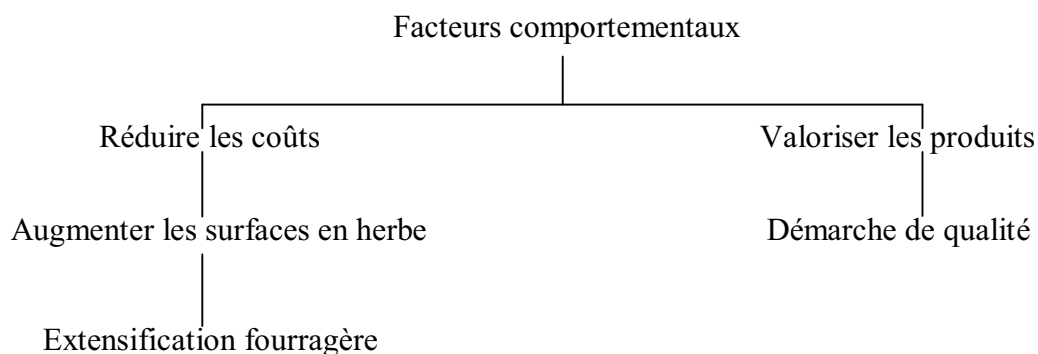 Facteurs comportementaux
Réduire les coûts
Valoriser les produits
Augmenter les surfaces en herbe
Démarche de qualité
Extensification fourragère